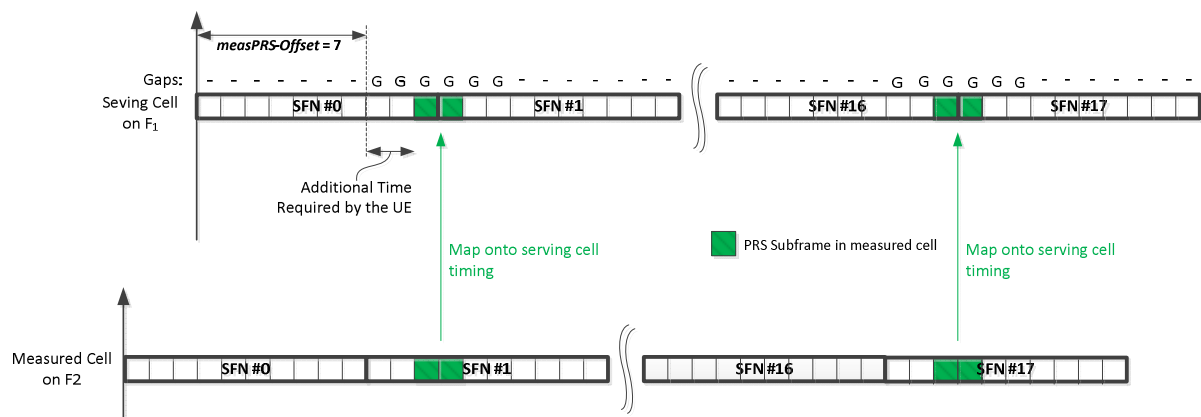 measPRS-Offset = 7
Gaps: - - - - - - - G G G G G G - - - - - - - - - - - - - - G G G G G G - - - - - - -
Seving Cell
on F1
SFN #0
SFN #1
SFN #16
SFN #17
Additional Time
Required by the UE
Map onto serving cell
timing
PRS Subframe in measured cell
Map onto serving cell
timing
Measured Cell
on F2
SFN #0
SFN #1
SFN #16
SFN #17